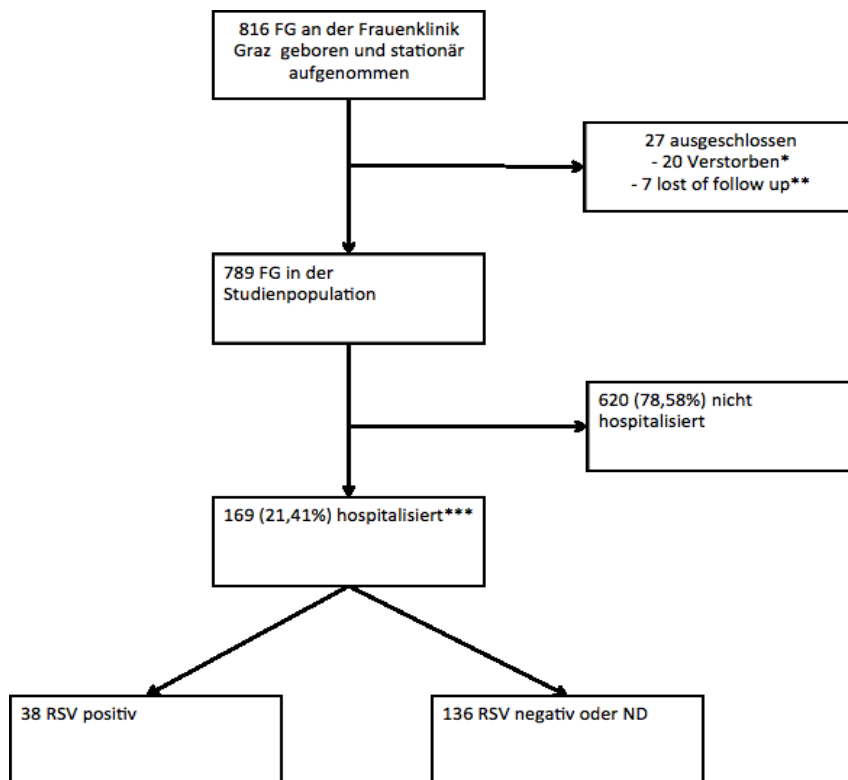 816 FG an der Frauenklinik
Graz geboren und stationär
aufgenommen
27 ausgeschlossen
- 20 Verstorben*
- 7 lost of follow up**
789 FG in der
Studienpopulation
620 (78,58%) nicht
hospitalisiert
169 (21,41%) hospitalisiert***
38 RSV positiv
136 RSV negativ oder ND